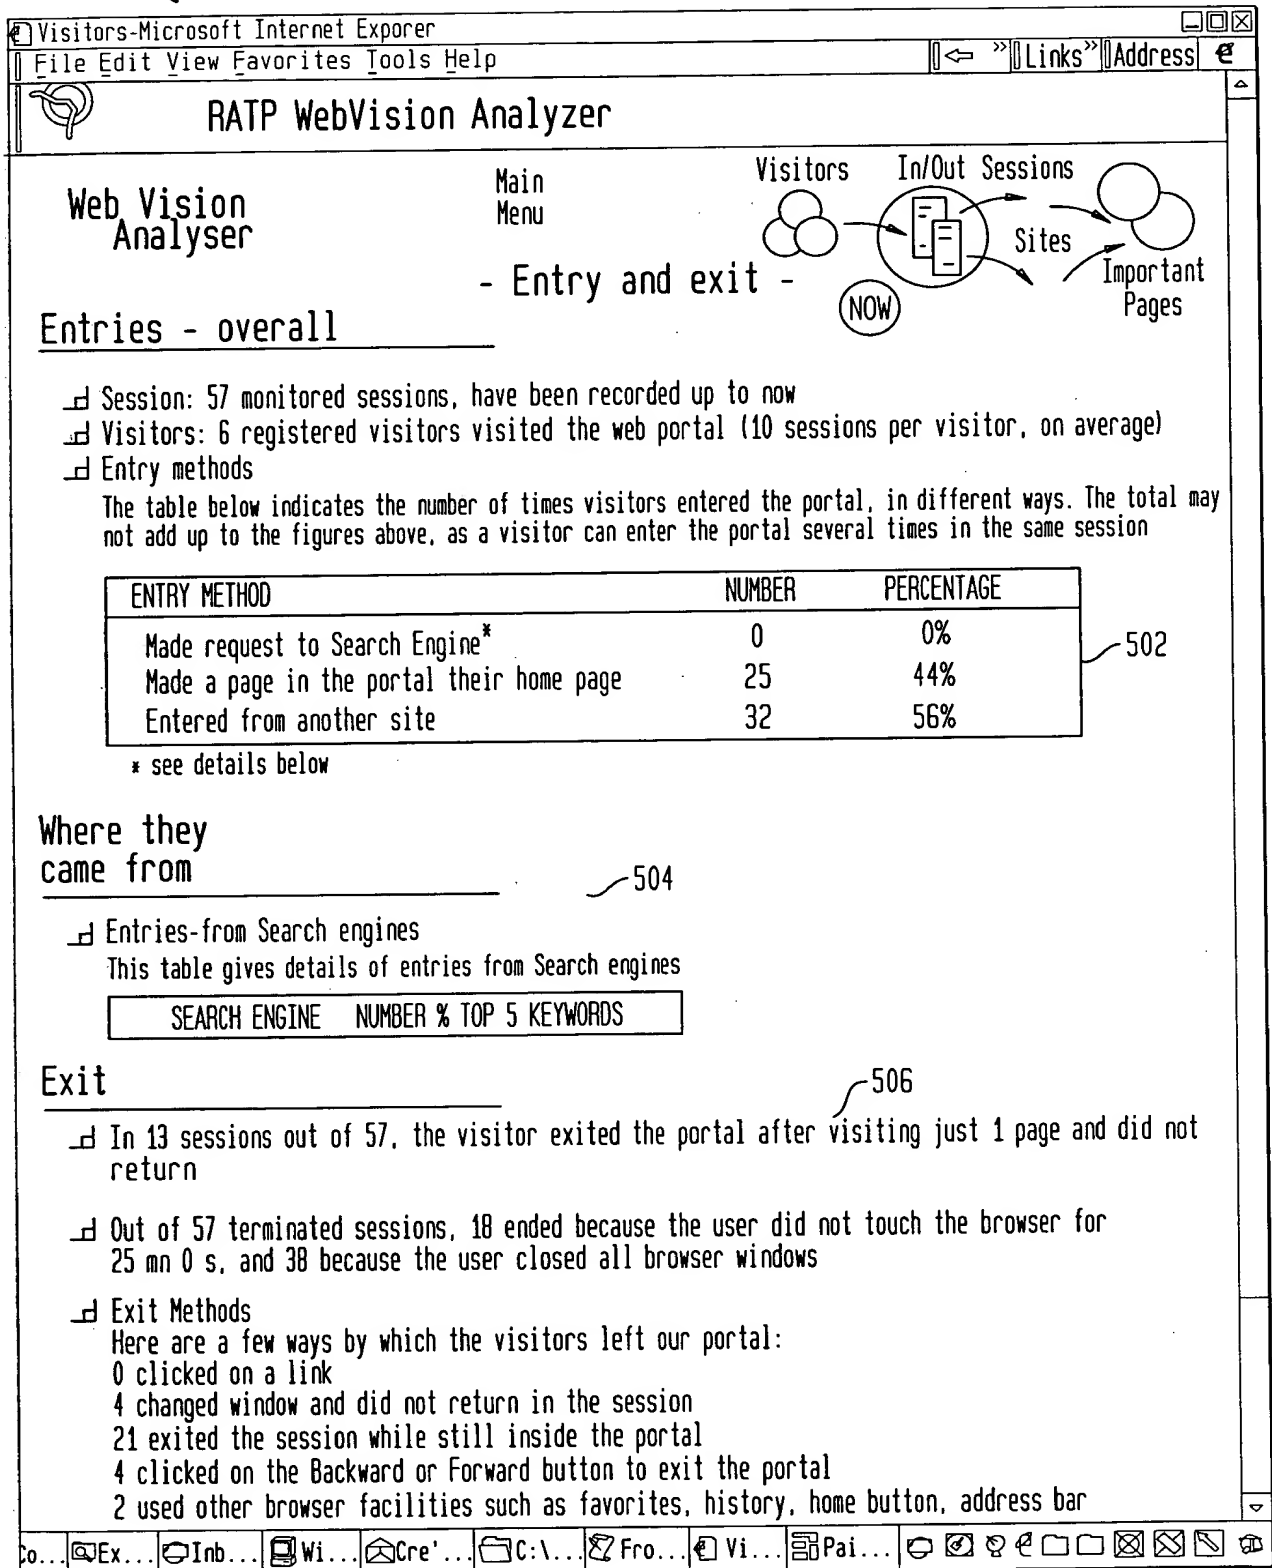 Visitors-Microsoft Internet Exporer
File Edit View Favorites Tools Help
» Links» Address
RATP WebVision Analyzer
Web Vision
Analyser
Main
Menu
Visitors
In/Out Sessions
Sites
Important
Pages
NOW
- Entry and exit -
Entries - overall
Session: 57 monitored sessions, have been recorded up to now
Visitors: 6 registered visitors visited the web portal (10 sessions per visitor, on average)
Entry methods
The table below indicates the number of times visitors entered the portal, in different ways. The total may
not add up to the figures above, as a visitor can enter the portal several times in the same session
ENTRY METHOD NUMBER PERCENTAGE
Made request to Search Engine* 0 0%
Made a page in the portal their home page 25 44%
Entered from another site 32 56%
502
* see details below
Where they
came from
504
Entries-from Search engines
This table gives details of entries from Search engines
SEARCH ENGINE NUMBER % TOP 5 KEYWORDS
Exit
506
In 13 sessions out of 57, the visitor exited the portal after visiting just 1 page and did not
return
Out of 57 terminated sessions, 18 ended because the user did not touch the browser for
25 mn 0 s, and 38 because the user closed all browser windows
Exit Methods
Here are a few ways by which the visitors left our portal:
0 clicked on a link
4 changed window and did not return in the session
21 exited the session while still inside the portal
4 clicked on the Backward or Forward button to exit the portal
2 used other browser facilities such as favorites, history, home button, address bar
Ex... Inb... Wi... Cre'... C:\... Fro... Vi... Pai...